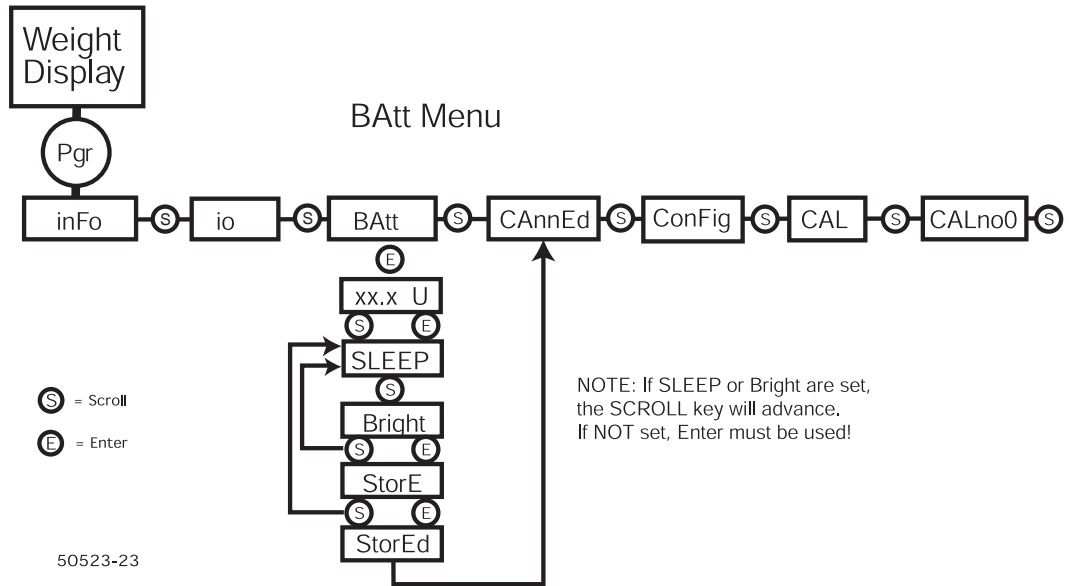 Weight
Display
BAtt Menu
Pgr
inFo S io S BAtt S CAnnEd S ConFig S CAL S CALno0 S
E
xx.x U
S E
SLEEP
S
Bright
S E
StorE
S E
StorEd
S = Scroll
E = Enter
NOTE: If SLEEP or Bright are set,
the SCROLL key will advance.
If NOT set, Enter must be used!
50523-23